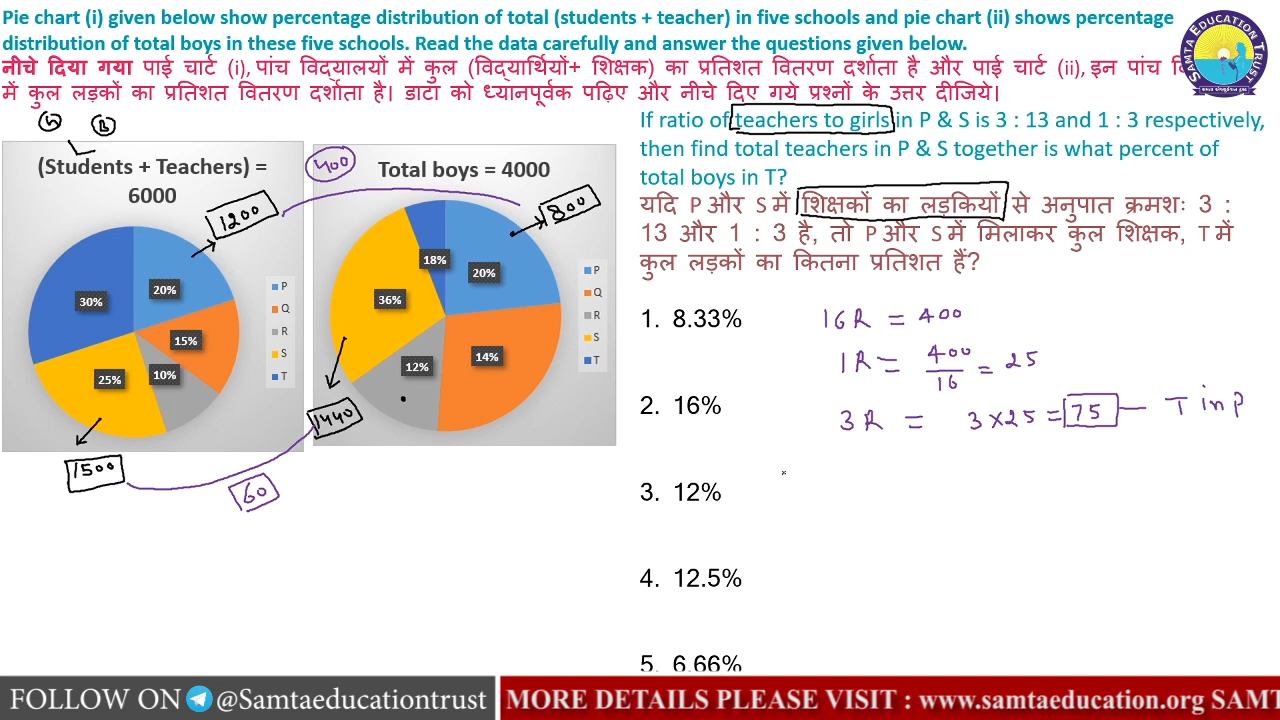 Pie chart (i) given below show percentage distribution of total (students + teacher) in five schools and pie chart (ii) shows percentage
distribution of total boys in these five schools. Read the data carefully and answer the questions given below.
नीचे दिया गया पाई चार्ट (i), पांच विद्यालयों में कुल (विद्यार्थियों+ शिक्षक) का प्रतिशत वितरण दर्शाता है और पाई चार्ट (ii), इन पांच
में कुल लड़कों का प्रतिशत वितरण दर्शाता है। डाटा को ध्यानपूर्वक पढ़िए और नीचे दिए गये प्रश्नों के उत्तर दीजिये।
SAMTA EDUCATION TRUST
(Students + Teachers) =
6000
1200
20%
15%
10%
25%
30%
P
Q
R
S
T
1500
400
60
Total boys = 4000
800
20%
14%
12%
36%
18%
P
Q
R
S
T
1440
If ratio of teachers to girls in P & S is 3 : 13 and 1 : 3 respectively,
then find total teachers in P & S together is what percent of
total boys in T?
यदि P और S में शिक्षकों का लड़कियों से अनुपात क्रमशः 3 :
13 और 1 : 3 है, तो P और S में मिलाकर कुल शिक्षक, T में
कुल लड़कों का कितना प्रतिशत हैं?
1. 8.33%
2. 16%
3. 12%
4. 12.5%
5. 6.66%
16R = 400
1R = 400/16 = 25
3R = 3×25 = 75 — T in P
FOLLOW ON @Samtaeducationtrust
MORE DETAILS PLEASE VISIT : www.samtaeducation.org SAMT